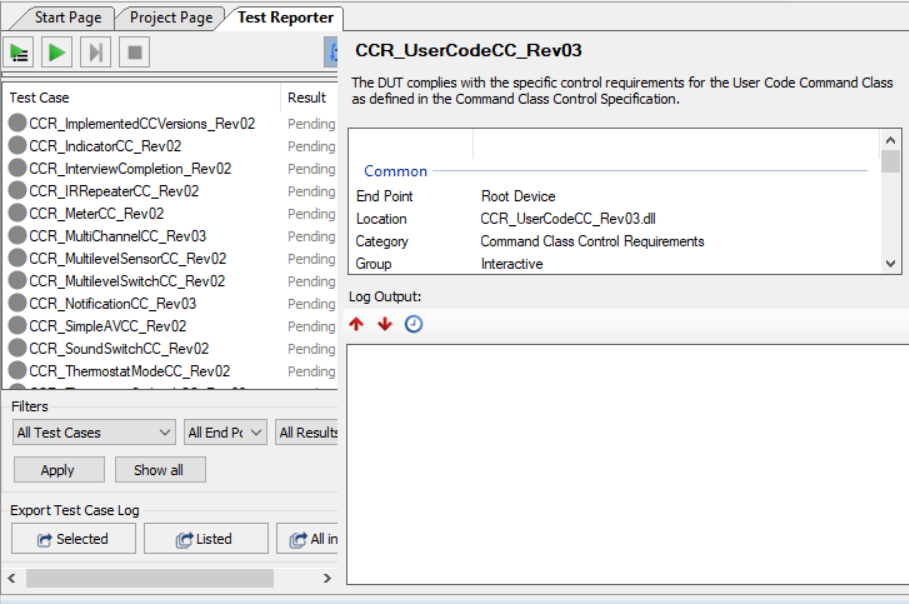 Start Page
Project Page
Test Reporter
Test Case Result
CCR_ImplementedCCVersions_Rev02 Pending
CCR_IndicatorCC_Rev02 Pending
CCR_InterviewCompletion_Rev02 Pending
CCR_IRRepeaterCC_Rev02 Pending
CCR_MeterCC_Rev02 Pending
CCR_MultiChannelCC_Rev03 Pending
CCR_MultilevelSensorCC_Rev02 Pending
CCR_MultilevelSwitchCC_Rev02 Pending
CCR_NotificationCC_Rev03 Pending
CCR_SimpleAVCC_Rev02 Pending
CCR_SoundSwitchCC_Rev02 Pending
CCR_ThermostatModeCC_Rev02 Pending
Filters
All Test Cases
All End Po
All Results
Apply
Show all
Export Test Case Log
Selected
Listed
All in
CCR_UserCodeCC_Rev03
The DUT complies with the specific control requirements for the User Code Command Class
as defined in the Command Class Control Specification.
Common
End Point Root Device
Location CCR_UserCodeCC_Rev03.dll
Category Command Class Control Requirements
Group Interactive
Log Output: